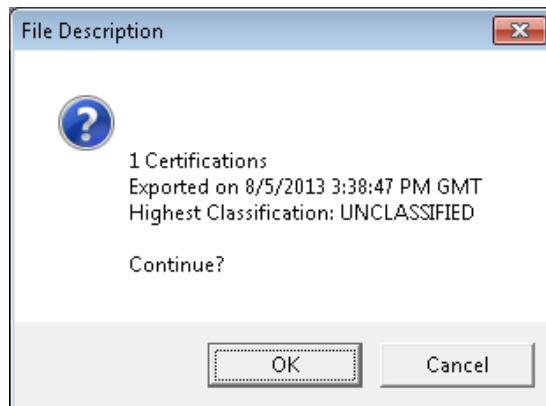 File Description
1 Certifications
Exported on 8/5/2013 3:38:47 PM GMT
Highest Classification: UNCLASSIFIED
Continue?
OK
Cancel